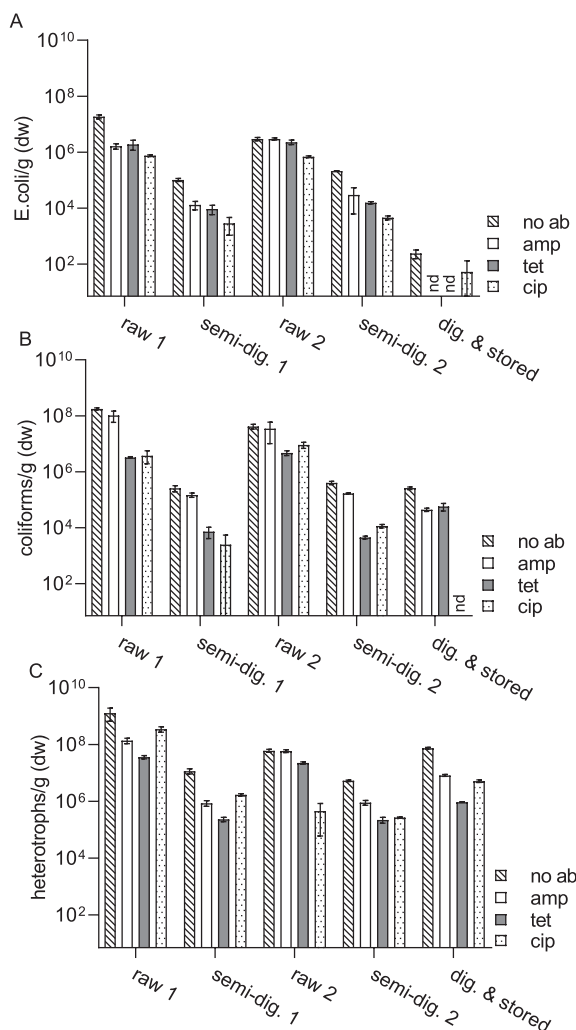 A
10^10
10^8
10^6
10^4
10^2
E.coli/g (dw)
nd
nd
no ab
amp
tet
cip
raw 1
semi-dig. 1
raw 2
semi-dig. 2
dig. & stored
B
10^10
10^8
10^6
10^4
10^2
coliforms/g (dw)
nd
no ab
amp
tet
cip
raw 1
semi-dig. 1
raw 2
semi-dig. 2
dig. & stored
C
10^10
10^8
10^6
10^4
10^2
heterotrophs/g (dw)
no ab
amp
tet
cip
raw 1
semi-dig. 1
raw 2
semi-dig. 2
dig. & stored